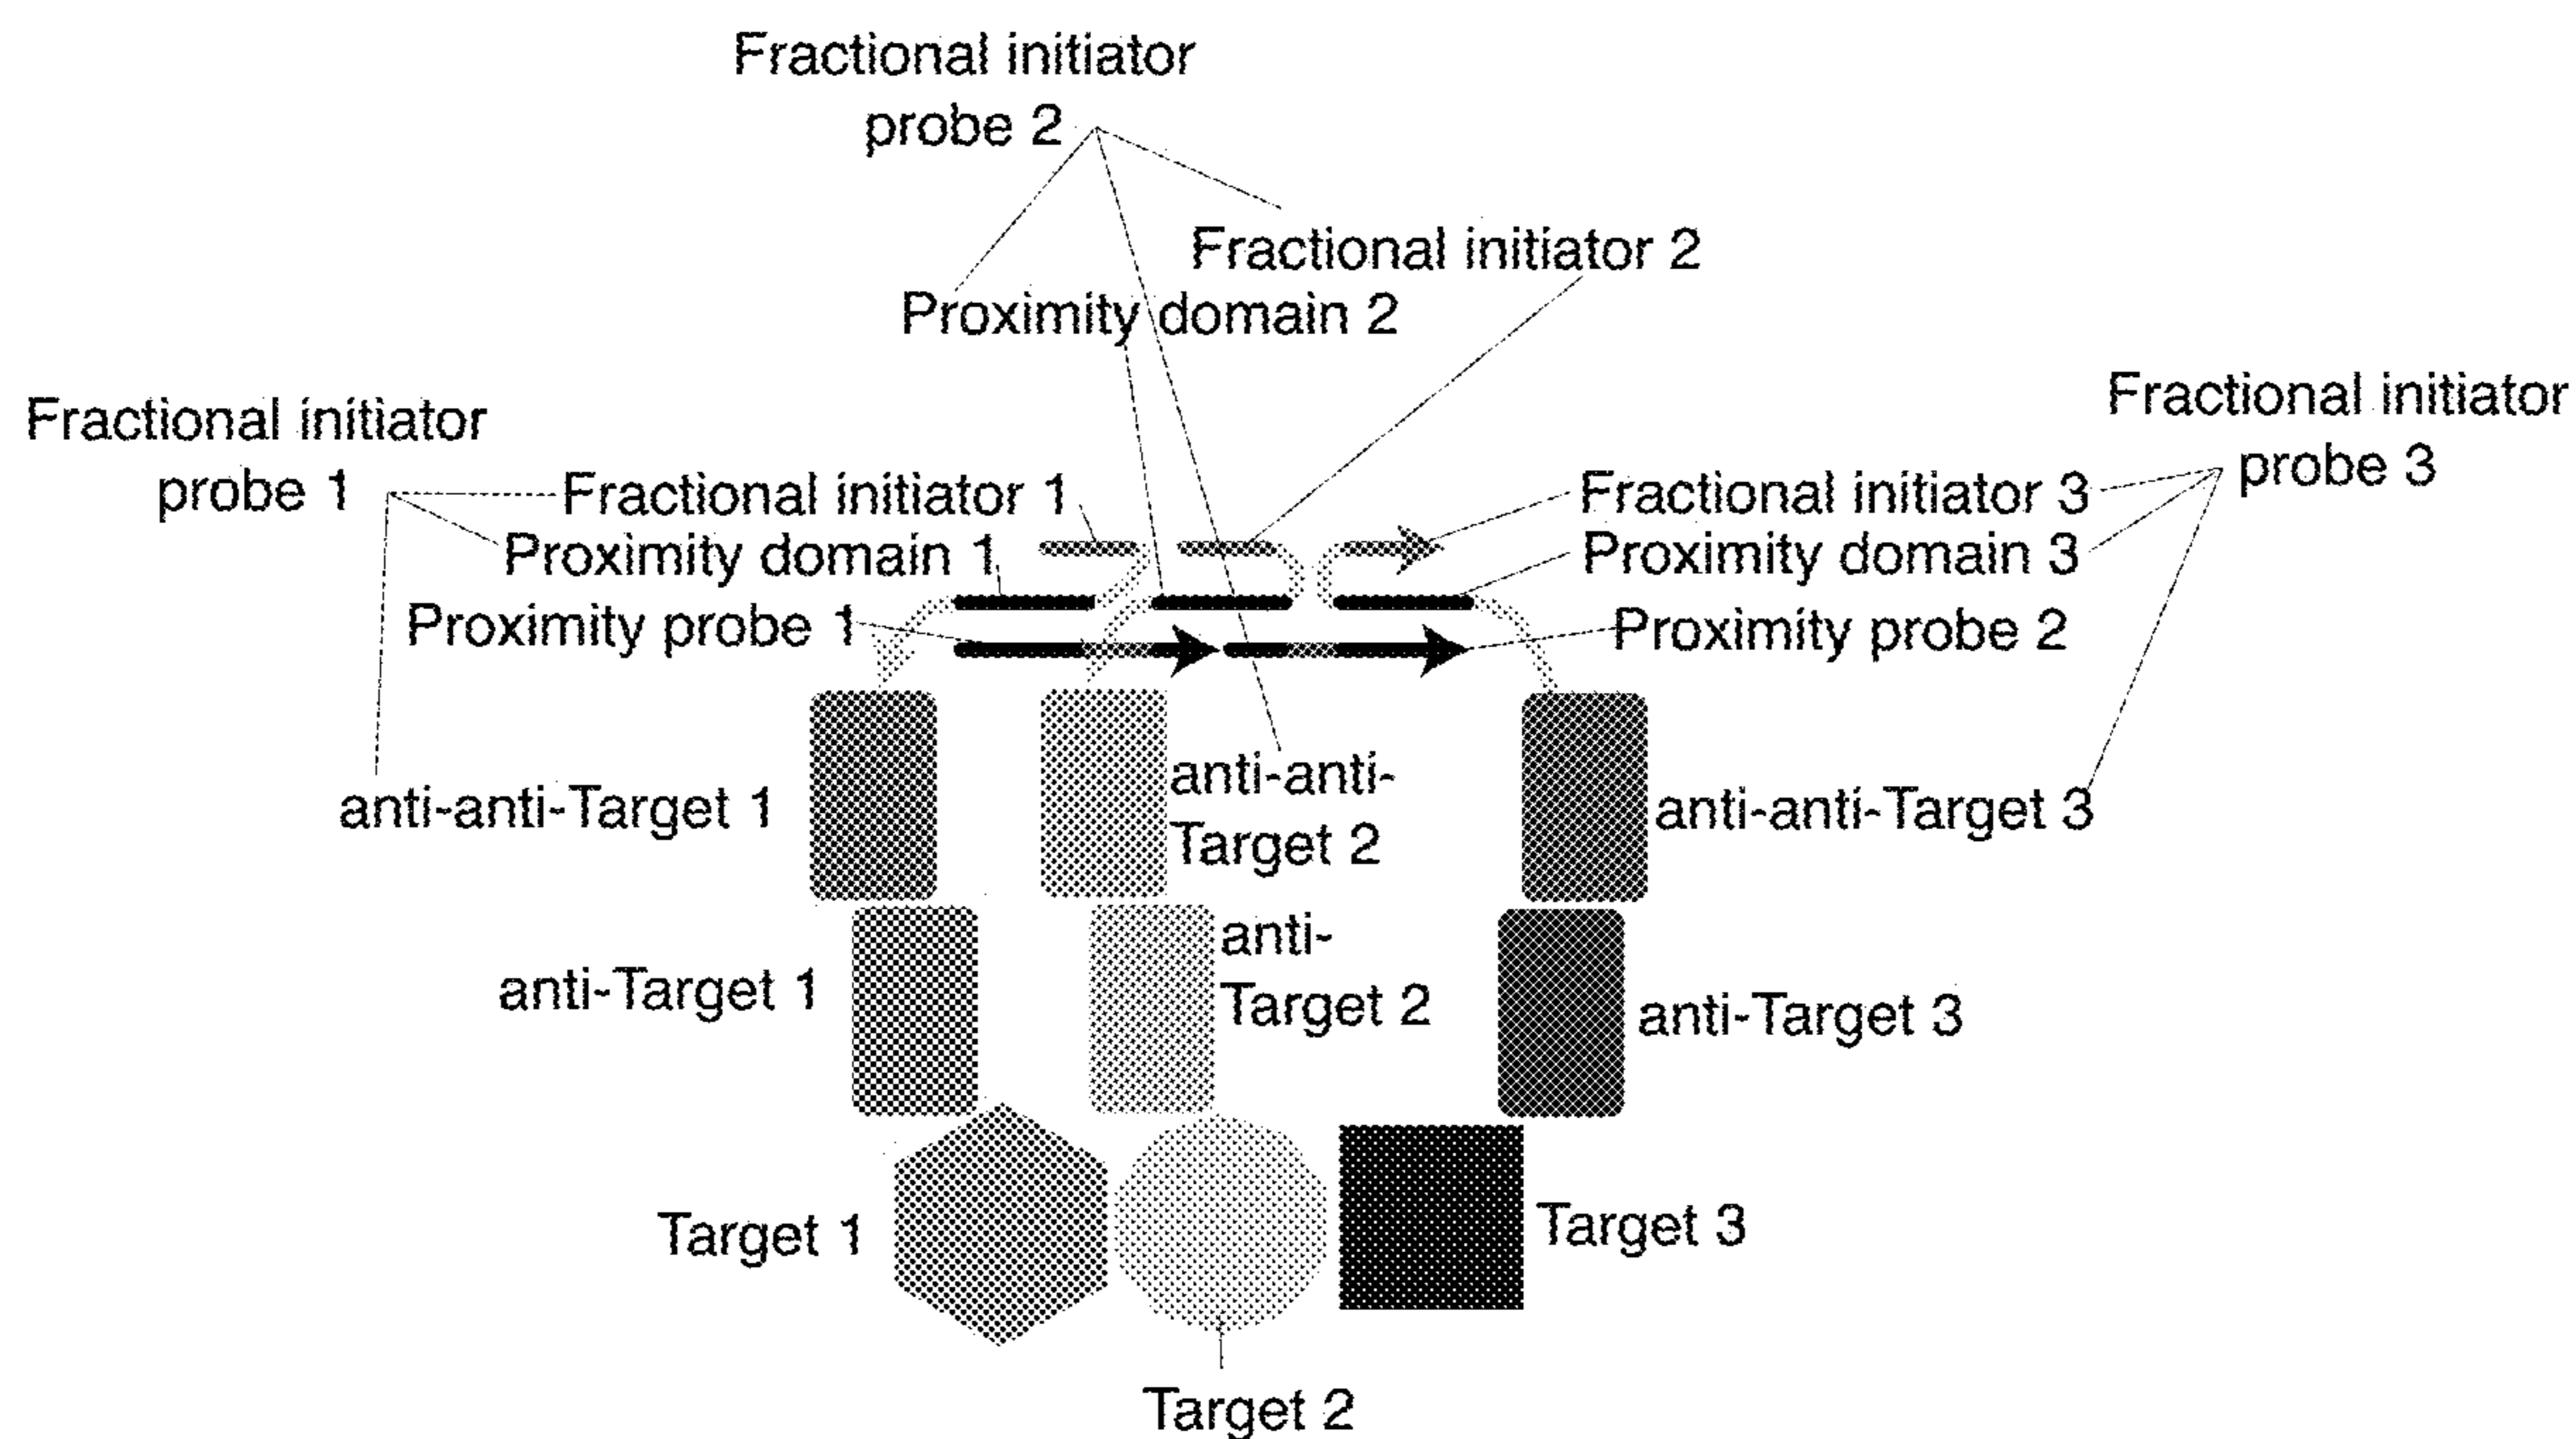 Fractional initiator
probe 2
Fractional initiator 2
Proximity domain 2
Fractional initiator
probe 1
Fractional initiator
probe 3
Fractional initiator 1
Fractional initiator 3
Proximity domain 1
Proximity domain 3
Proximity probe 1
Proximity probe 2
anti-anti-Target 1
anti-anti-
Target 2
anti-anti-Target 3
anti-Target 1
anti-
Target 2
anti-Target 3
Target 1
Target 3
Target 2